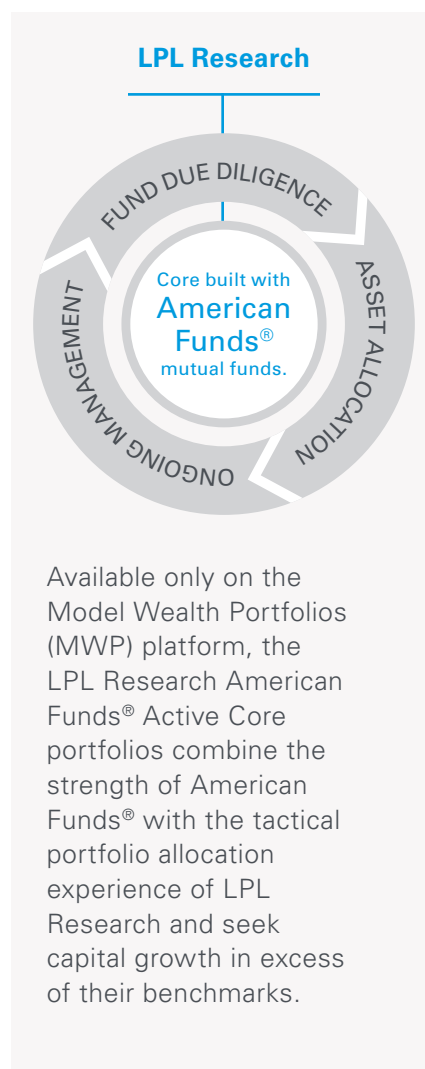 LPL Research
FUND DUE DILIGENCE
ASSET ALLOCATION
ONGOING MANAGEMENT
Core built with
American
Funds®
mutual funds.
Available only on the
Model Wealth Portfolios
(MWP) platform, the
LPL Research American
Funds® Active Core
portfolios combine the
strength of American
Funds® with the tactical
portfolio allocation
experience of LPL
Research and seek
capital growth in excess
of their benchmarks.